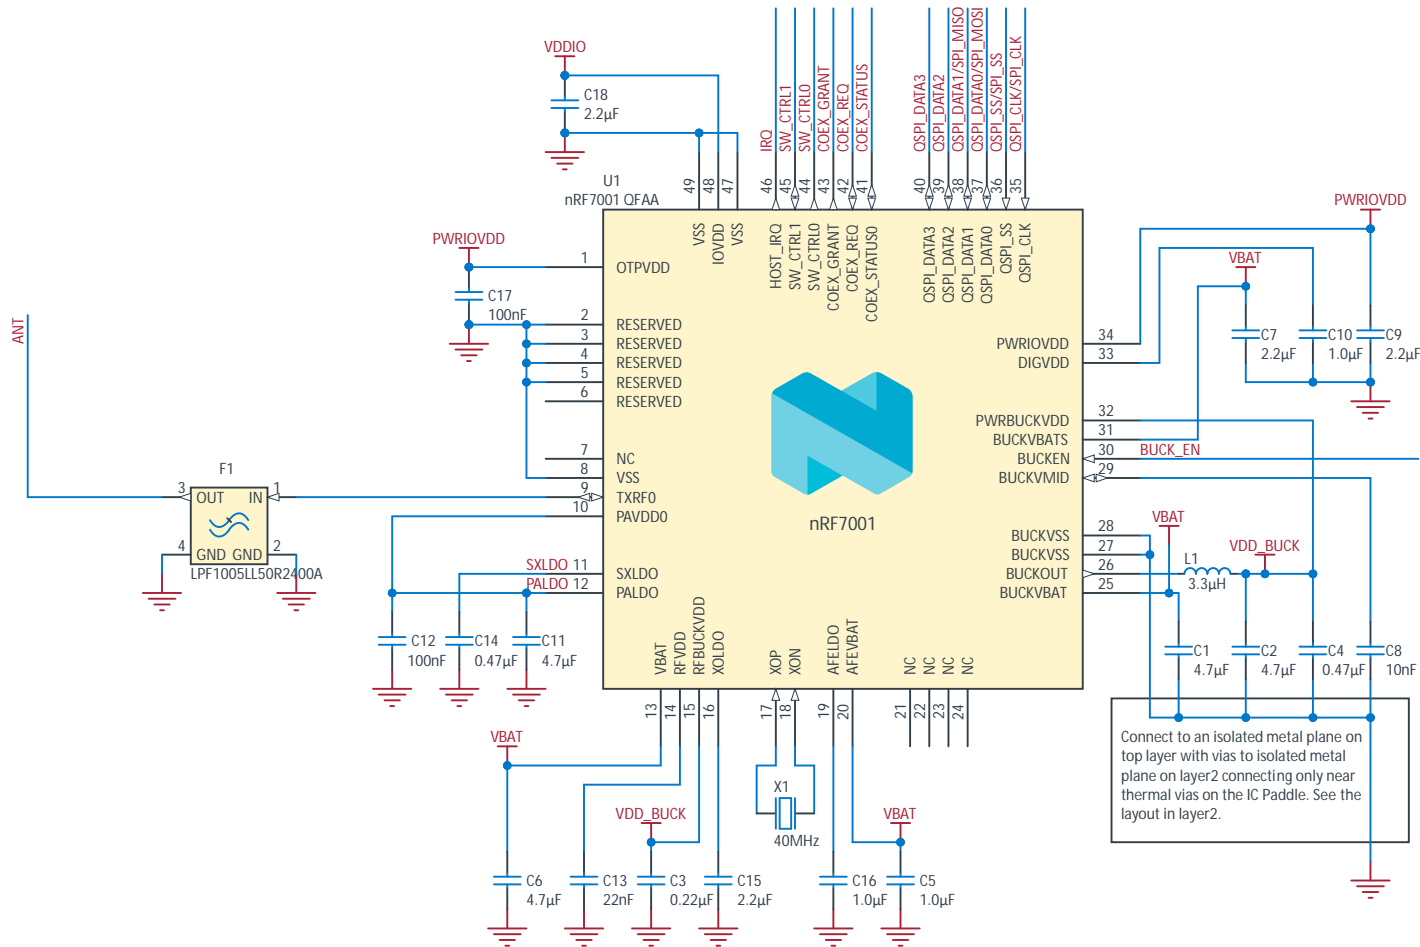 VDDIO
C18
2.2µF
IRQ
SW_CTRL1
SW_CTRL0
COEX_GRANT
COEX_REQ
COEX_STATUS
QSPI_DATA3
QSPI_DATA2
QSPI_DATA1/SPI_MISO
QSPI_DATA0/SPI_MOSI
QSPI_SS/SPI_SS
QSPI_CLK/SPI_CLK
U1
nRF7001 QFAA
49
48
47
46
45
44
43
42
41
40
39
38
37
36
35
VSS
IOVDD
VSS
HOST_IRQ
SW_CTRL1
SW_CTRL0
COEX_GRANT
COEX_REQ
COEX_STATUS0
QSPI_DATA3
QSPI_DATA2
QSPI_DATA1
QSPI_DATA0
QSPI_SS
QSPI_CLK
PWRIOVDD
C17
100nF
1 OTPVDD
2 RESERVED
3 RESERVED
4 RESERVED
5 RESERVED
6 RESERVED
7 NC
8 VSS
9 TXRF0
10 PAVDD0
SXLDO 11 SXLDO
PALDO 12 PALDO
ANT
F1
3 OUT IN 1
4 GND GND 2
LPF1005LL50R2400A
C12
100nF
C14
0.47µF
C11
4.7µF
nRF7001
PWRIOVDD
VBAT
C7
2.2µF
C10
1.0µF
C9
2.2µF
PWRIOVDD 34
DIGVDD 33
PWRBUCKVDD 32
BUCKVBATS 31
BUCKEN 30 BUCK_EN
BUCKVMID 29
BUCKVSS 28
BUCKVSS 27
BUCKOUT 26
BUCKVBAT 25
VBAT
VDD_BUCK
L1
3.3µH
C1
4.7µF
C2
4.7µF
C4
0.47µF
C8
10nF
VBAT
RFVDD
RFBUCKVDD
XOLDO
XOP
XON
AFELDO
AFEVBAT
NC
NC
NC
NC
13
14
15
16
17
18
19
20
21
22
23
24
VBAT
VDD_BUCK
X1
40MHz
VBAT
C6
4.7µF
C13
22nF
C3
0.22µF
C15
2.2µF
C16
1.0µF
C5
1.0µF
Connect to an isolated metal plane on
top layer with vias to isolated metal
plane on layer2 connecting only near
thermal vias on the IC Paddle. See the
layout in layer2.